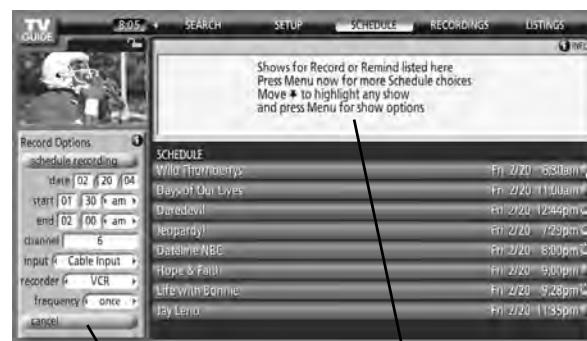 TV
GUIDE
8:05
SEARCH SETUP SCHEDULE RECORDINGS LISTINGS
INFO
Shows for Record or Remind listed here
Press Menu now for more Schedule choices
Move to highlight any show
and press Menu for show options
Record Options
schedule recording
date 02 /20 /04
start 01 : 30 am
end 02 : 00 am
channel 6
input Cable Input
recorder VCR
frequency once
cancel
SCHEDULE
Wild Thornberrys Fri 2/20 6:30am
Days of Our Lives Fri 2/20 11:00am
Daredevil Fri 2/20 12:44pm
Jeopardy! Fri 2/20 7:29pm
Dateline NBC Fri 2/20 8:00pm
Hope & Faith Fri 2/20 9:00pm
Life with Bonnie Fri 2/20 9:28pm
Jay Leno Fri 2/20 11:35pm